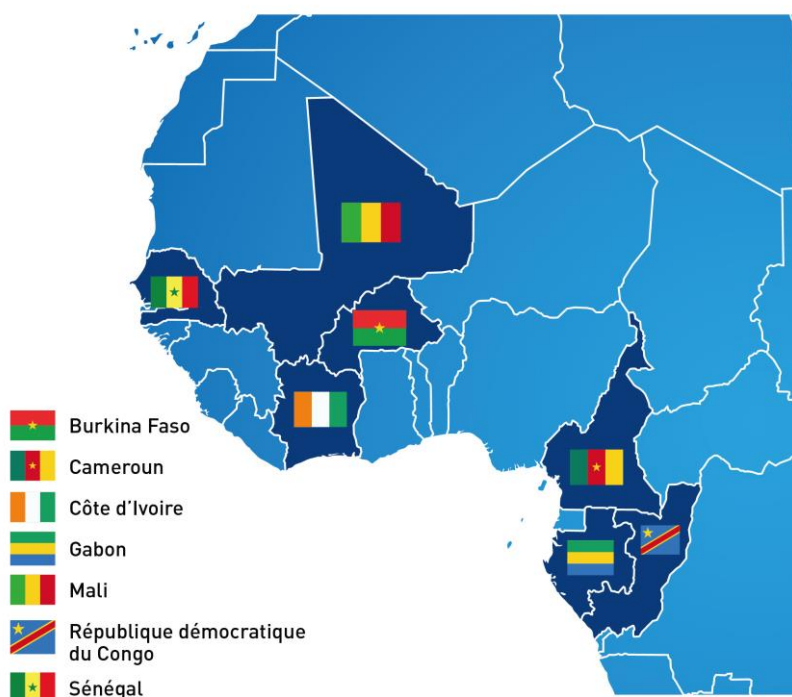 Burkina Faso
Cameroun
Côte d'Ivoire
Gabon
Mali
République démocratique
du Congo
Sénégal